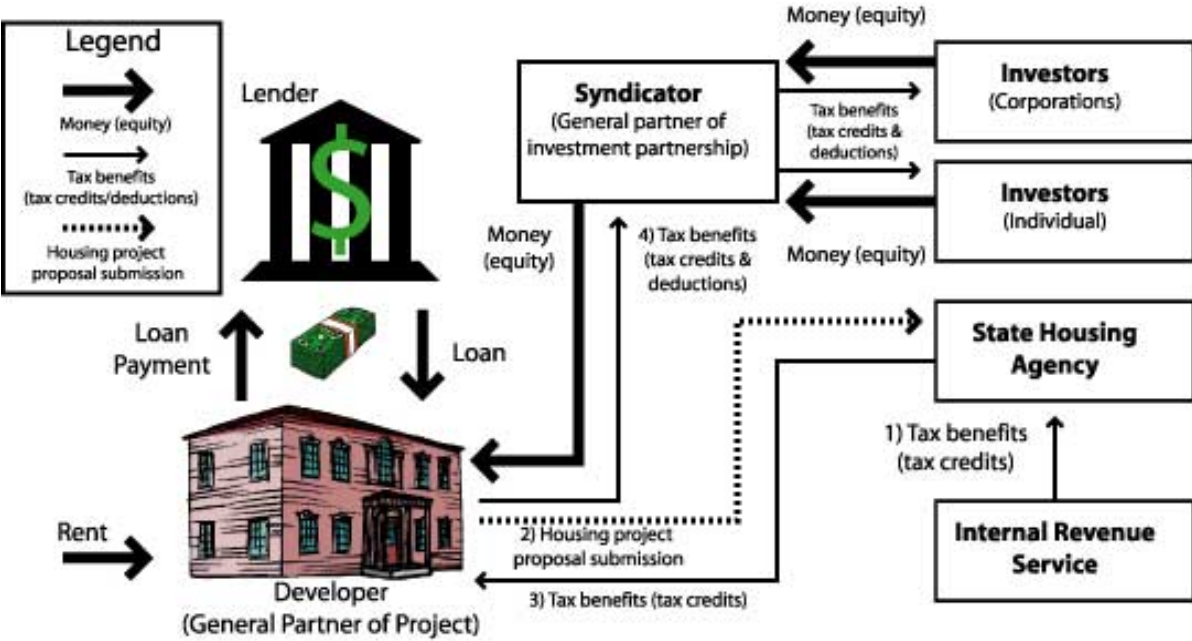 Legend
Money (equity)
Tax benefits
(tax credits/deductions)
Housing project
proposal submission
Lender
$
Loan
Payment
Loan
Rent
Developer
(General Partner of Project)
Syndicator
(General partner of
investment partnership)
Money (equity)
Investors
(Corporations)
Tax benefits
(tax credits &
deductions)
Investors
(Individual)
Money (equity)
Money
(equity)
4) Tax benefits
(tax credits &
deductions)
State Housing
Agency
1) Tax benefits
(tax credits)
Internal Revenue
Service
2) Housing project
proposal submission
3) Tax benefits (tax credits)